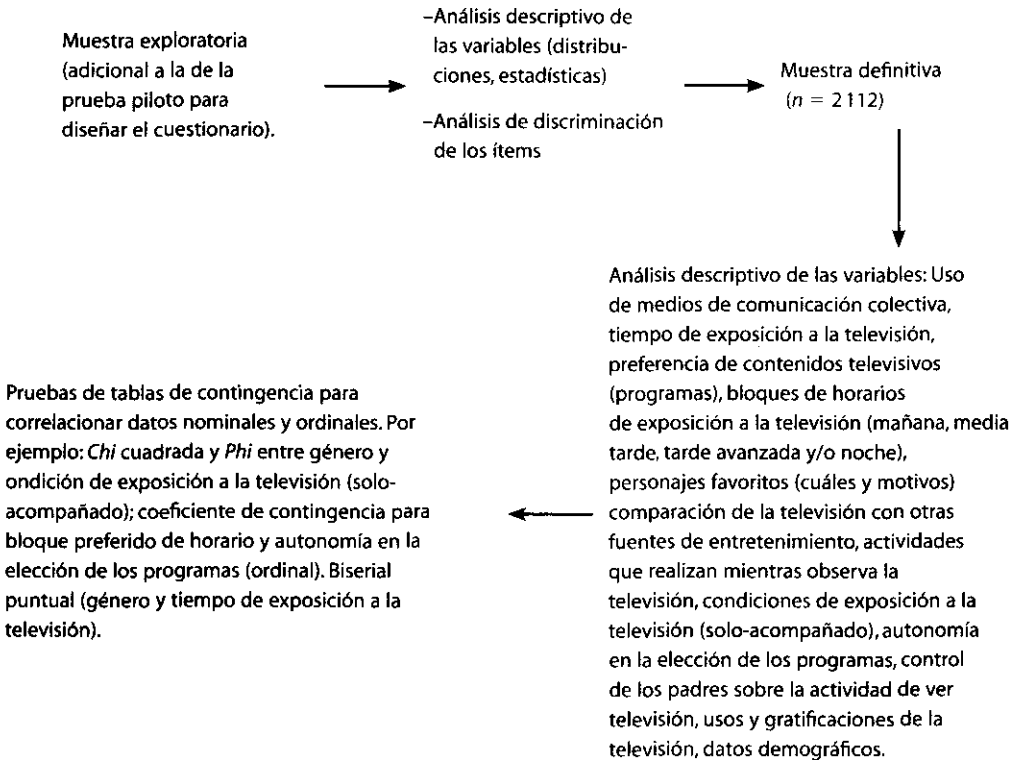 Muestra exploratoria
(adicional a la de la
prueba piloto para
diseñar el cuestionario).
–Análisis descriptivo de
las variables (distribu-
ciones, estadísticas)
–Análisis de discriminación
de los ítems
Muestra definitiva
(n = 2112)
Análisis descriptivo de las variables: Uso
de medios de comunicación colectiva,
tiempo de exposición a la televisión,
preferencia de contenidos televisivos
(programas), bloques de horarios
de exposición a la televisión (mañana, media
tarde, tarde avanzada y/o noche),
personajes favoritos (cuáles y motivos)
comparación de la televisión con otras
fuentes de entretenimiento, actividades
que realizan mientras observa la
televisión, condiciones de exposición a la
televisión (solo-acompañado), autonomía
en la elección de los programas, control
de los padres sobre la actividad de ver
televisión, usos y gratificaciones de la
televisión, datos demográficos.
Pruebas de tablas de contingencia para
correlacionar datos nominales y ordinales. Por
ejemplo: Chi cuadrada y Phi entre género y
ondición de exposición a la televisión (solo-
acompañado); coeficiente de contingencia para
bloque preferido de horario y autonomía en la
elección de los programas (ordinal). Biserial
puntual (género y tiempo de exposición a la
televisión).